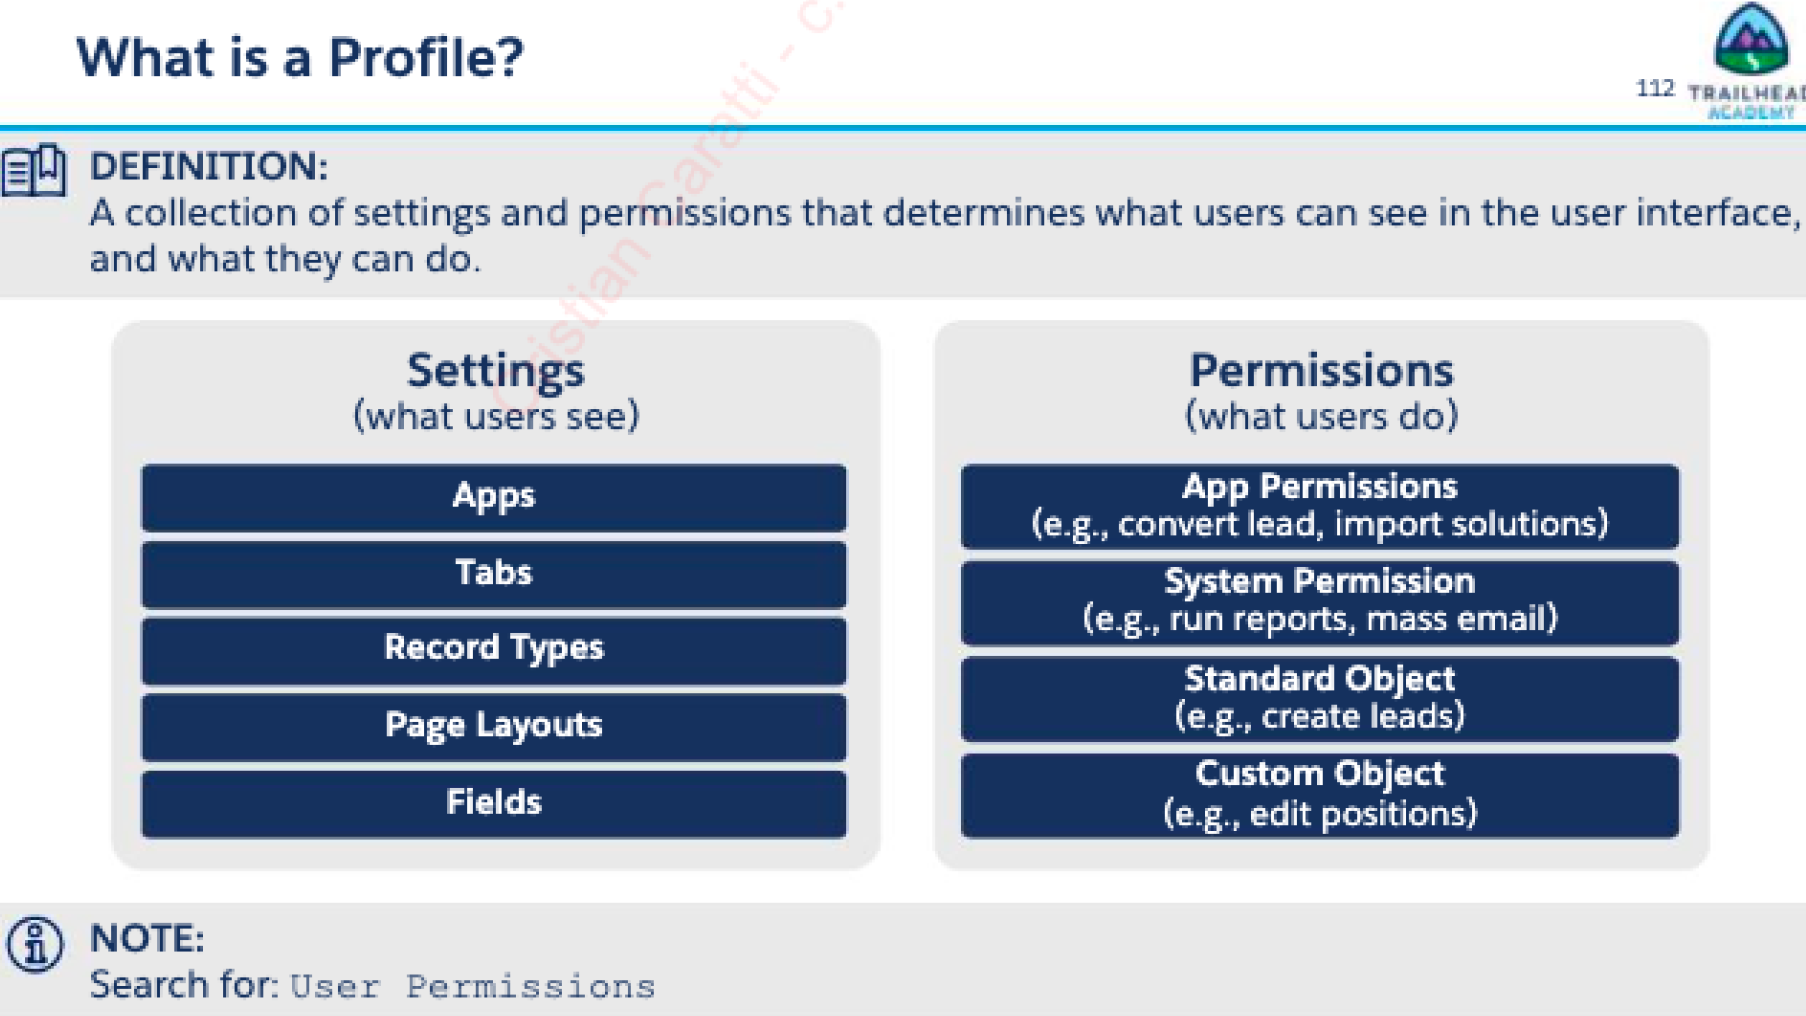 What is a Profile?
112
TRAILHEAD
ACADEMY
DEFINITION:
A collection of settings and permissions that determines what users can see in the user interface,
and what they can do.
Settings
(what users see)
Apps
Tabs
Record Types
Page Layouts
Fields
Permissions
(what users do)
App Permissions
(e.g., convert lead, import solutions)
System Permission
(e.g., run reports, mass email)
Standard Object
(e.g., create leads)
Custom Object
(e.g., edit positions)
NOTE:
Search for: User Permissions
Cristian Caratti - c.